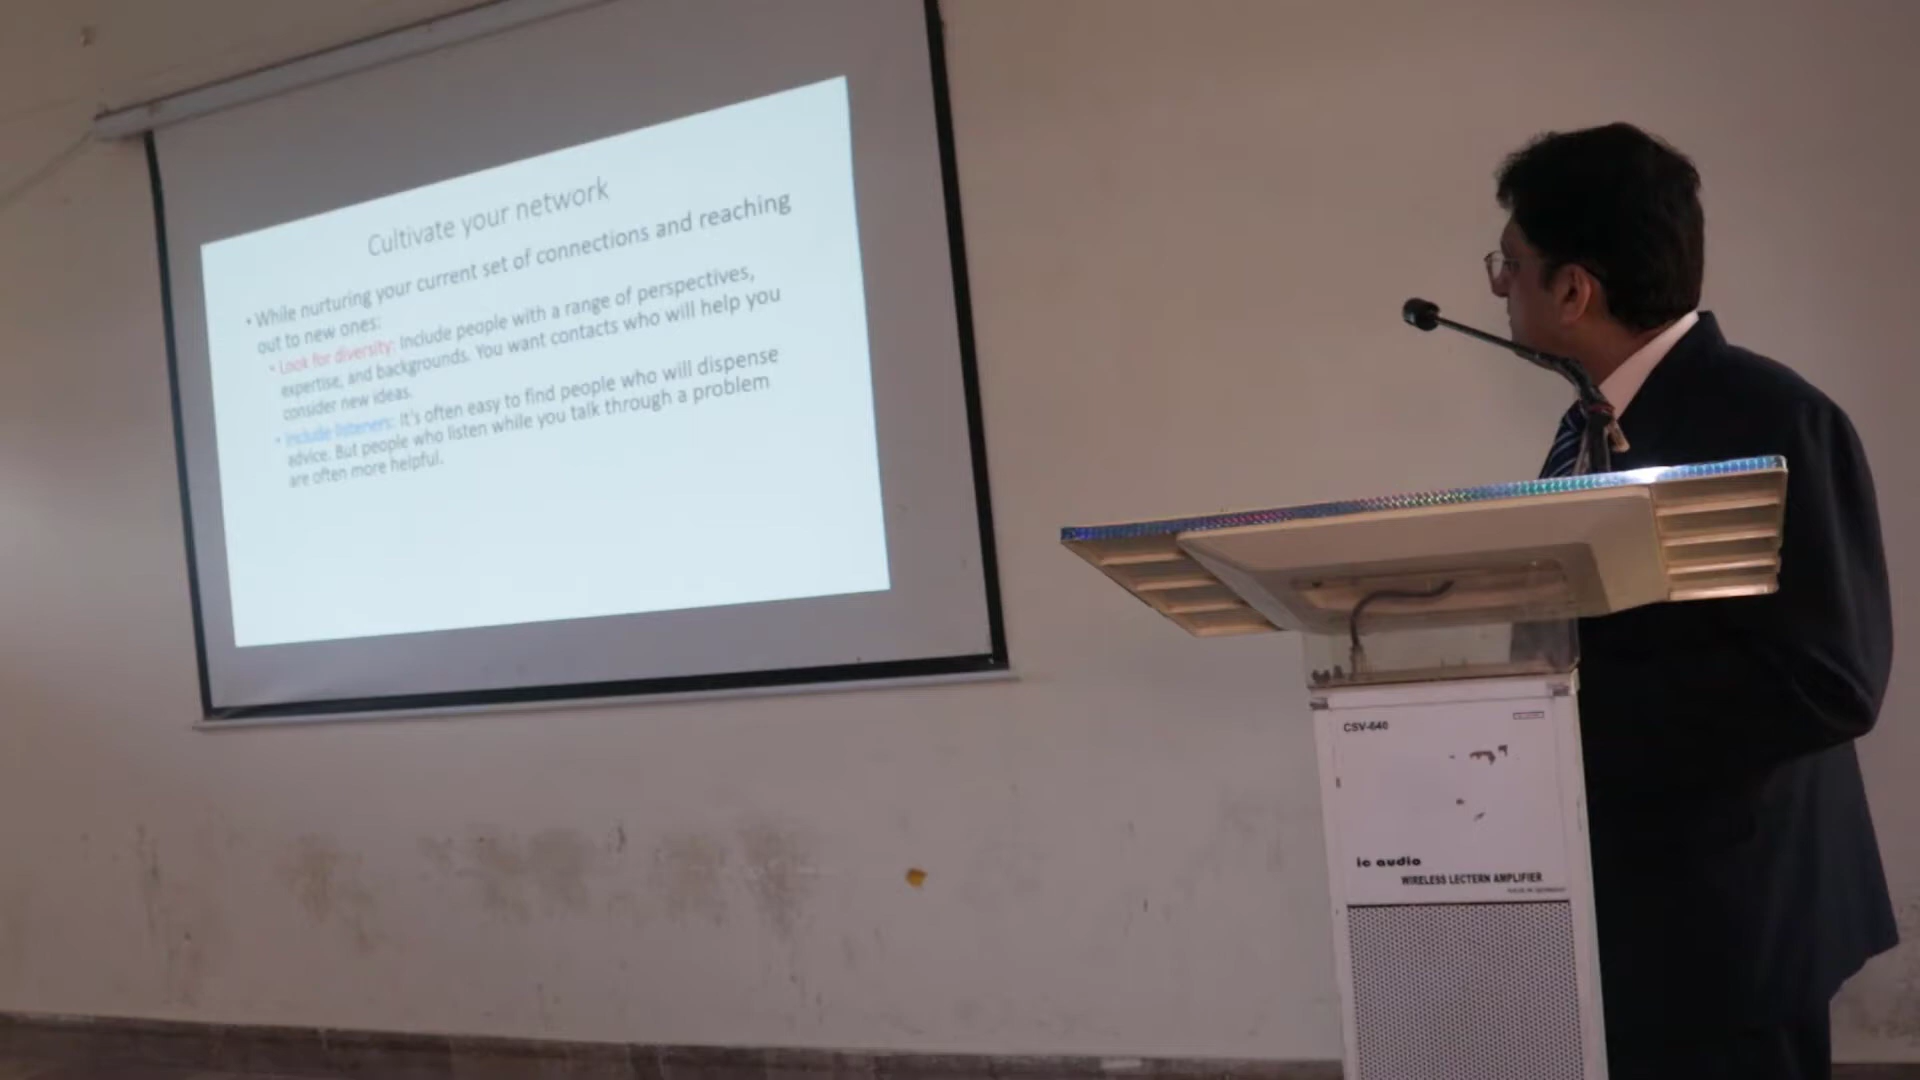 Cultivate your network
• While nurturing your current set of connections and reaching
out to new ones:
• Look for diversity: Include people with a range of perspectives,
expertise, and backgrounds. You want contacts who will help you
consider new ideas.
• Include listeners: It's often easy to find people who will dispense
advice. But people who listen while you talk through a problem
are often more helpful.
CSV-640
ic audio
WIRELESS LECTERN AMPLIFIER